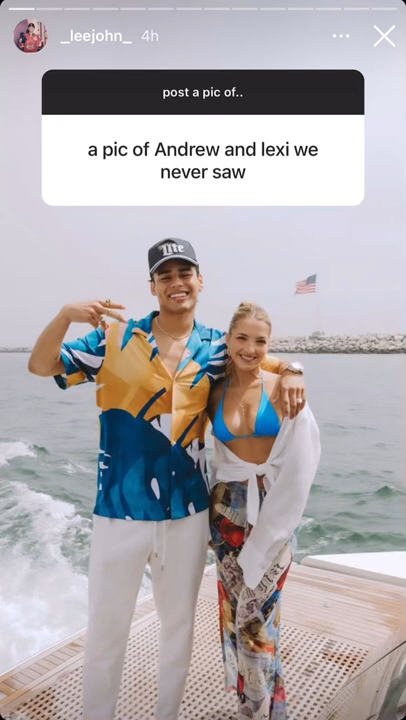 _leejohn_ 4h
post a pic of..
a pic of Andrew and lexi we
never saw
lite